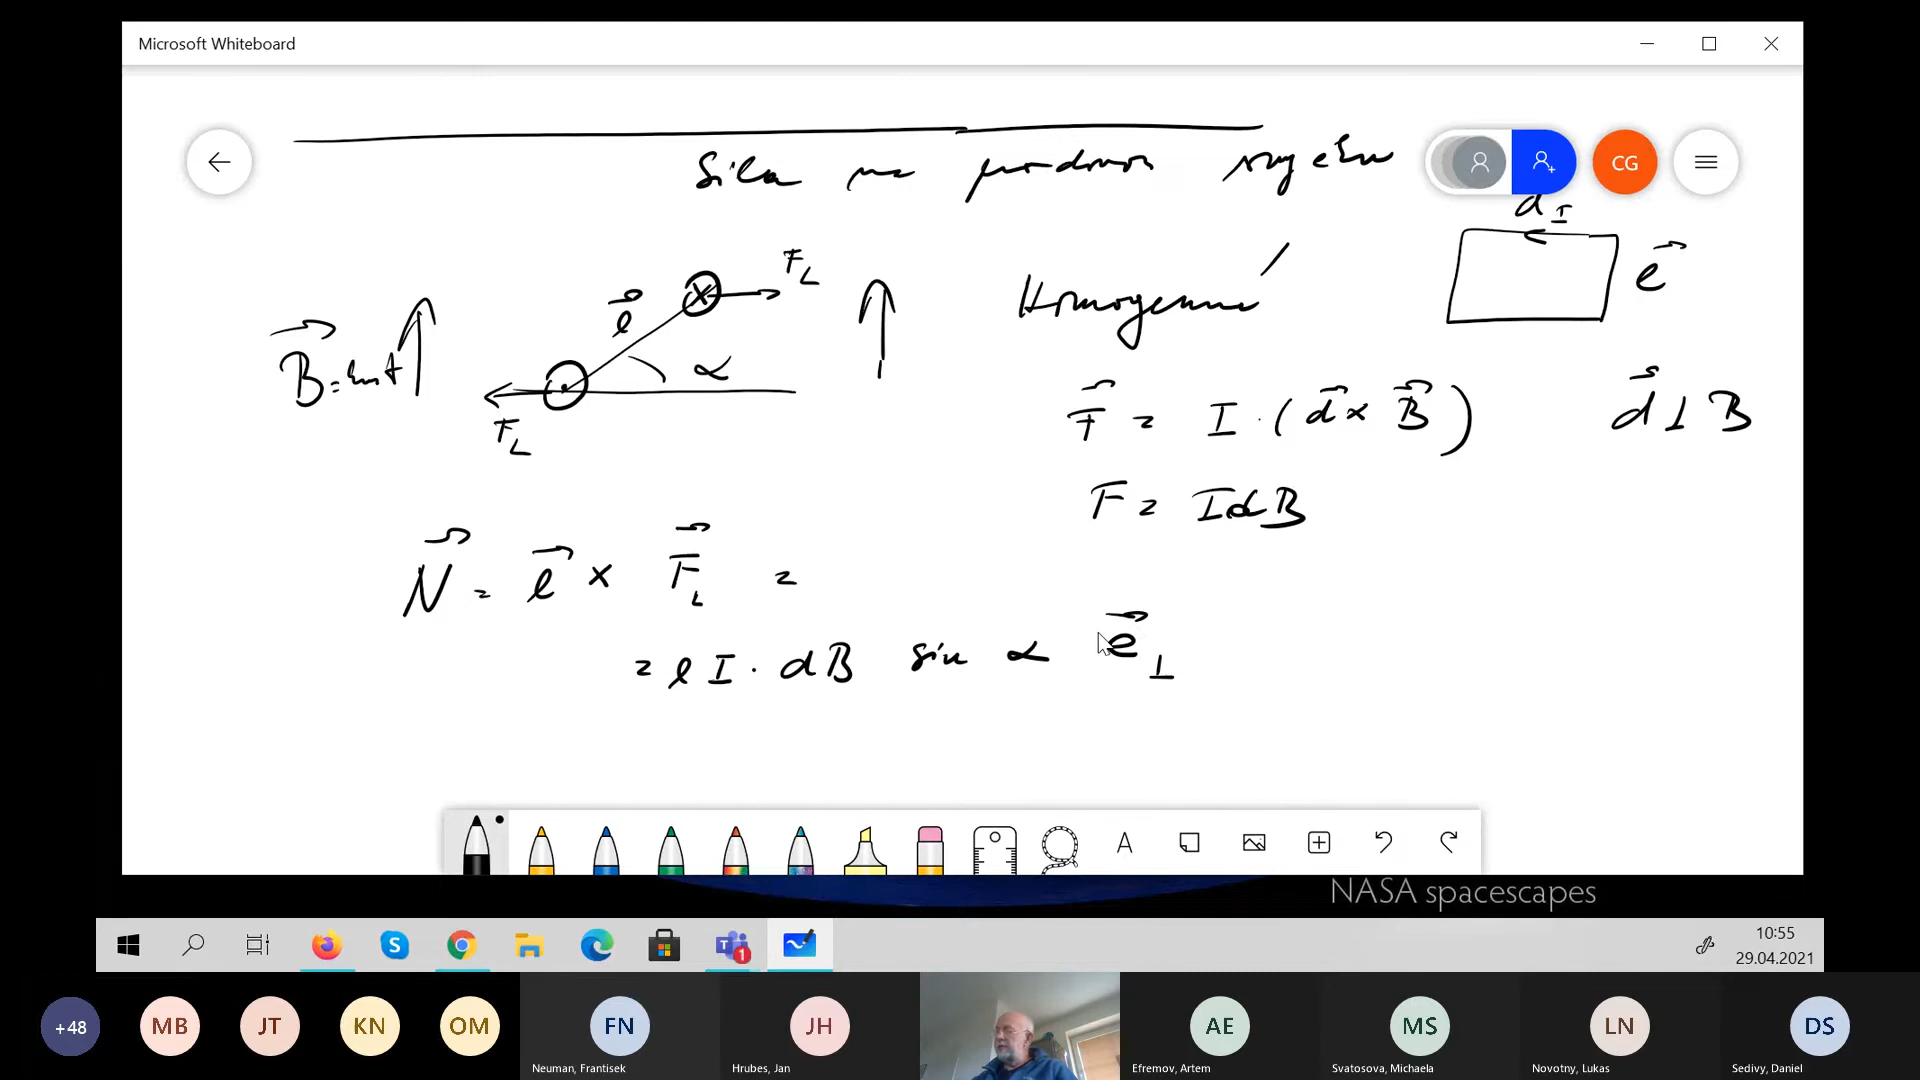 Microsoft Whiteboard
Síla na proudovou smyčku
CG
d I
F_L
ℓ⃗
Homogenní
ℓ⃗
B⃗ = konst
α
F⃗ = I · (d⃗ × B⃗)
d⃗ ⊥ B
F_L
F = IdB
N⃗ = ℓ⃗ × F⃗_L =
= ℓ I · dB sin α e⃗_⊥
A
NASA spacescapes
10:55
29.04.2021
+48
MB
JT
KN
OM
FN
JH
AE
MS
LN
DS
Neuman, Frantisek
Hrubes, Jan
Efremov, Artem
Svatosova, Michaela
Novotny, Lukas
Sedivy, Daniel